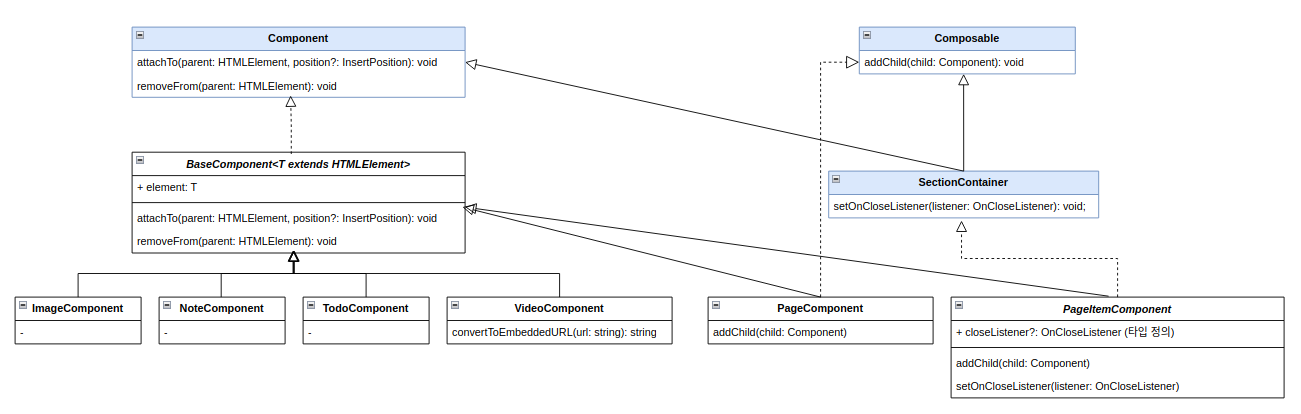 Component
attachTo(parent: HTMLElement, position?: InsertPosition): void
removeFrom(parent: HTMLElement): void
Composable
addChild(child: Component): void
BaseComponent<T extends HTMLElement>
+ element: T
attachTo(parent: HTMLElement, position?: InsertPosition): void
removeFrom(parent: HTMLElement): void
SectionContainer
setOnCloseListener(listener: OnCloseListener): void;
ImageComponent
-
NoteComponent
-
TodoComponent
-
VideoComponent
convertToEmbeddedURL(url: string): string
PageComponent
addChild(child: Component)
PageItemComponent
+ closeListener?: OnCloseListener (타입 정의)
addChild(child: Component)
setOnCloseListener(listener: OnCloseListener)